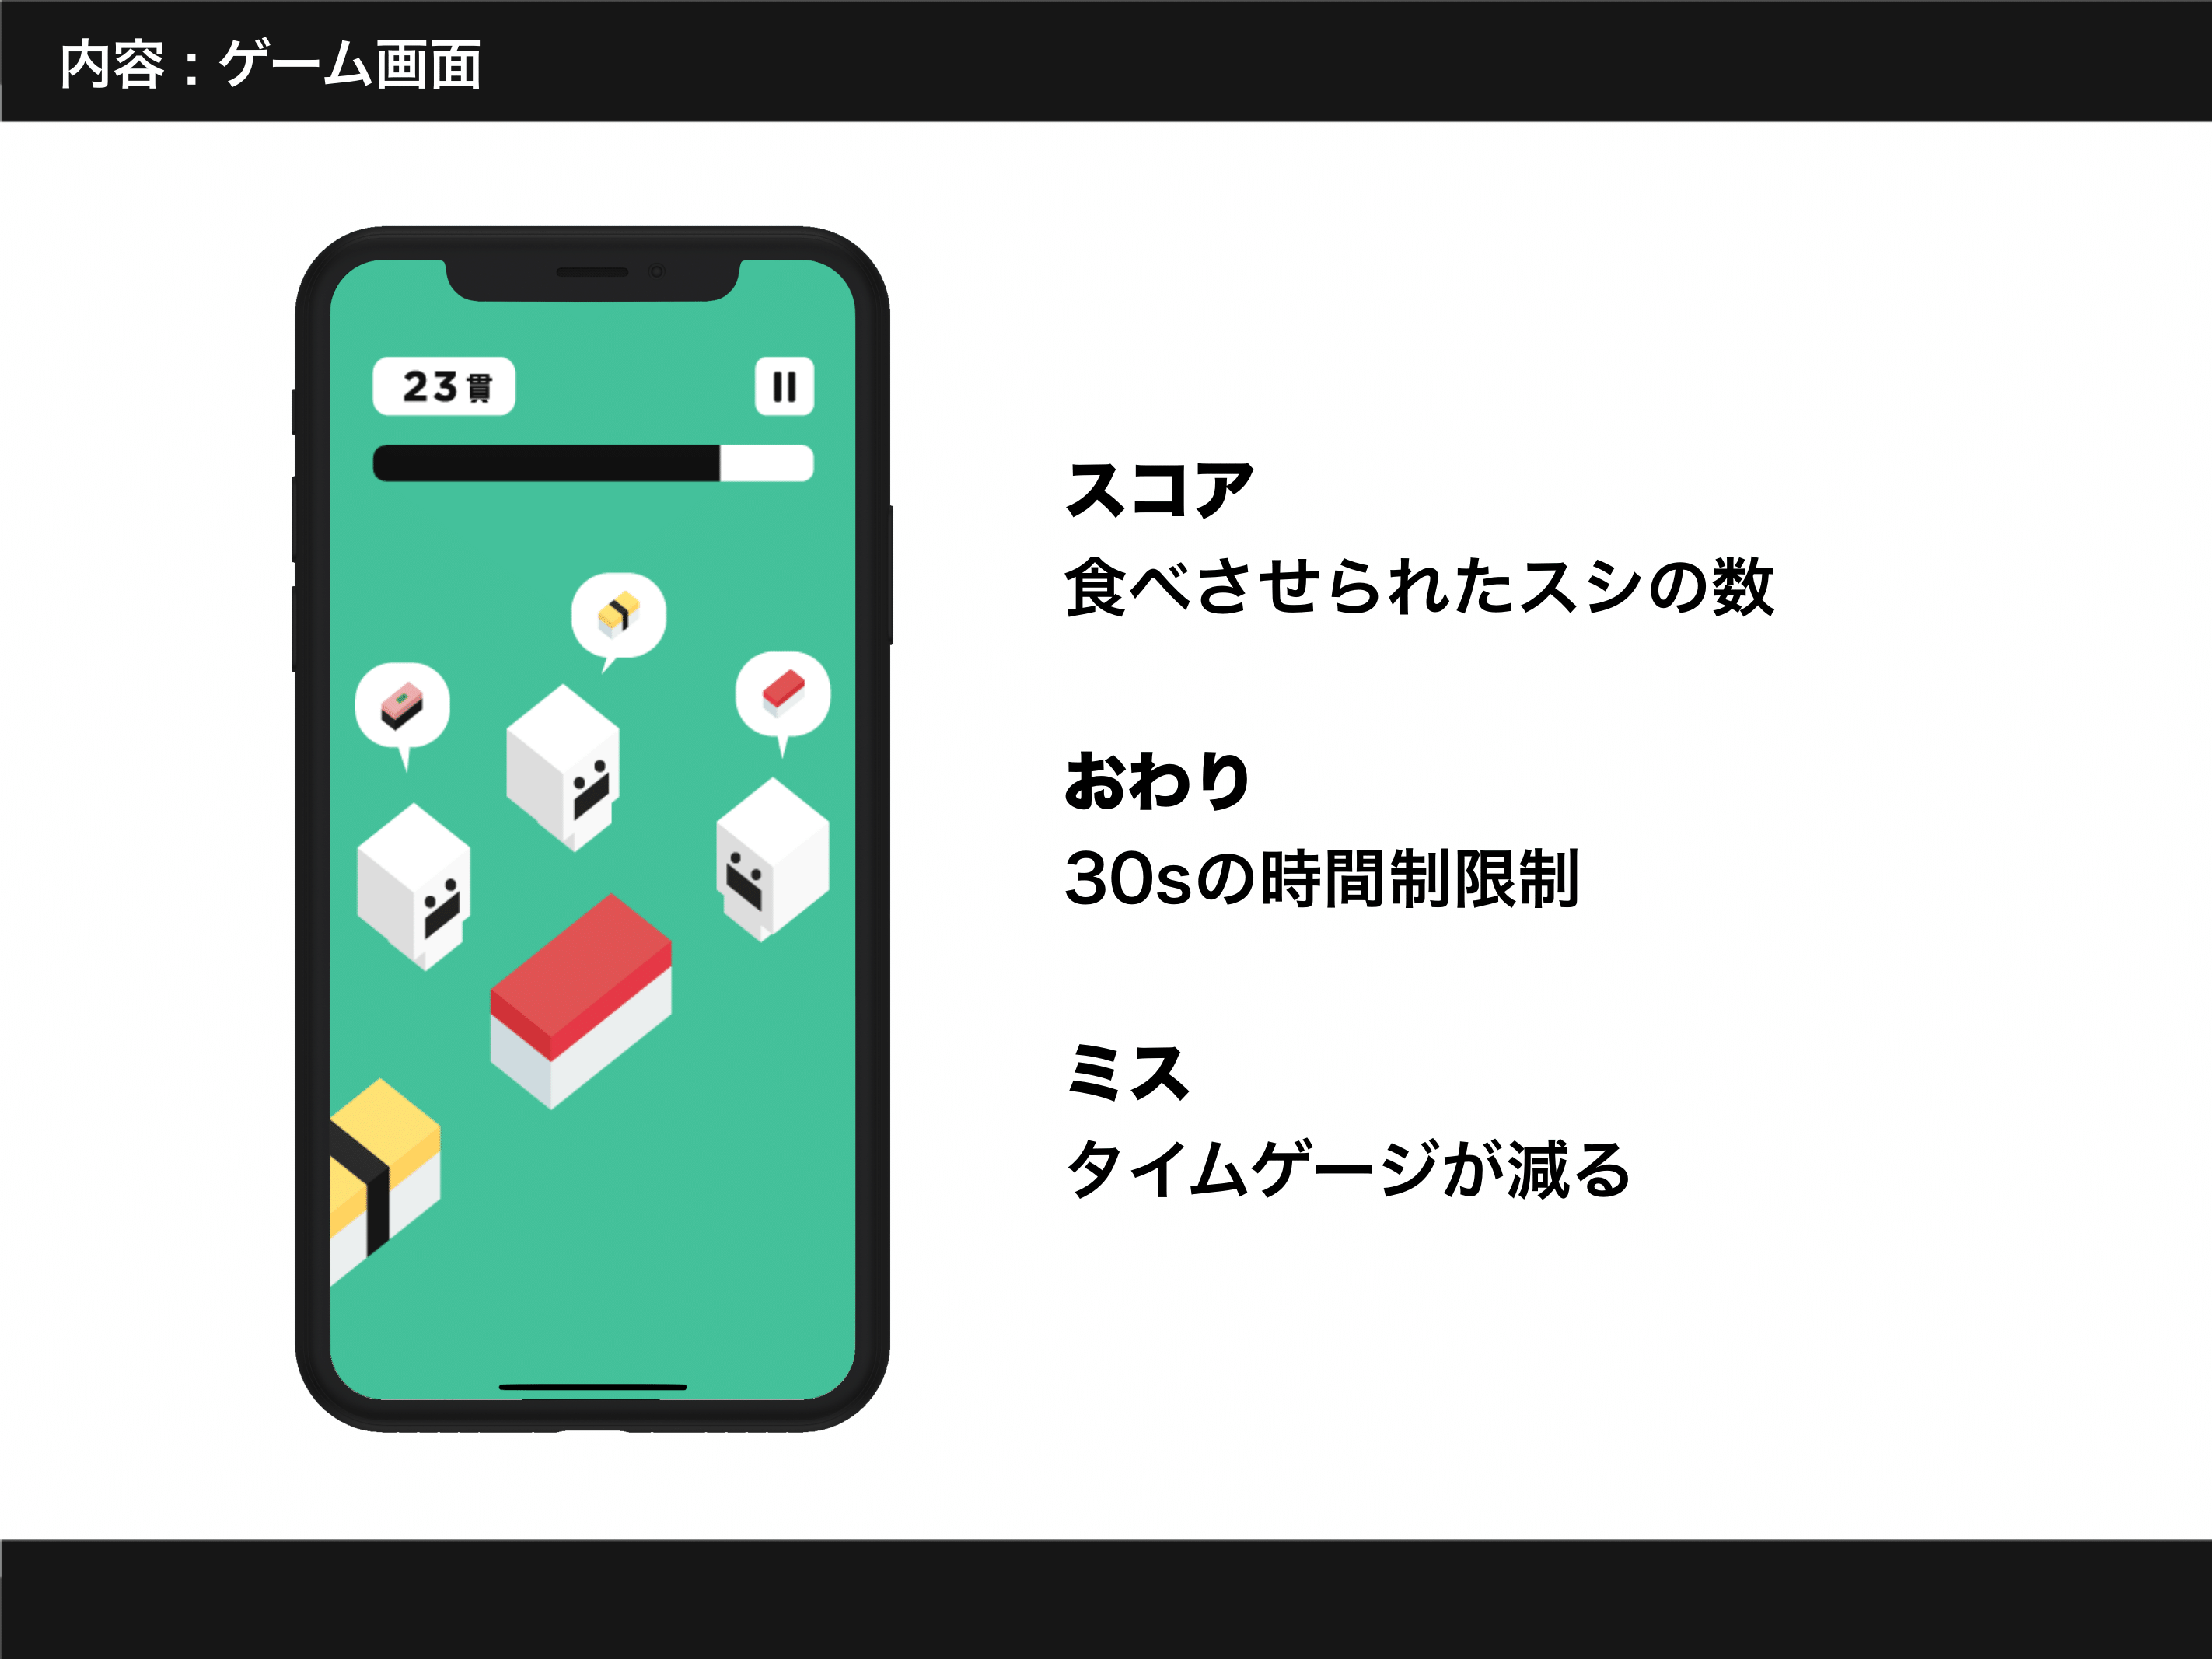 内容：ゲーム画面
23貫
スコア
食べさせられたスシの数
おわり
30sの時間制限制
ミス
タイムゲージが減る